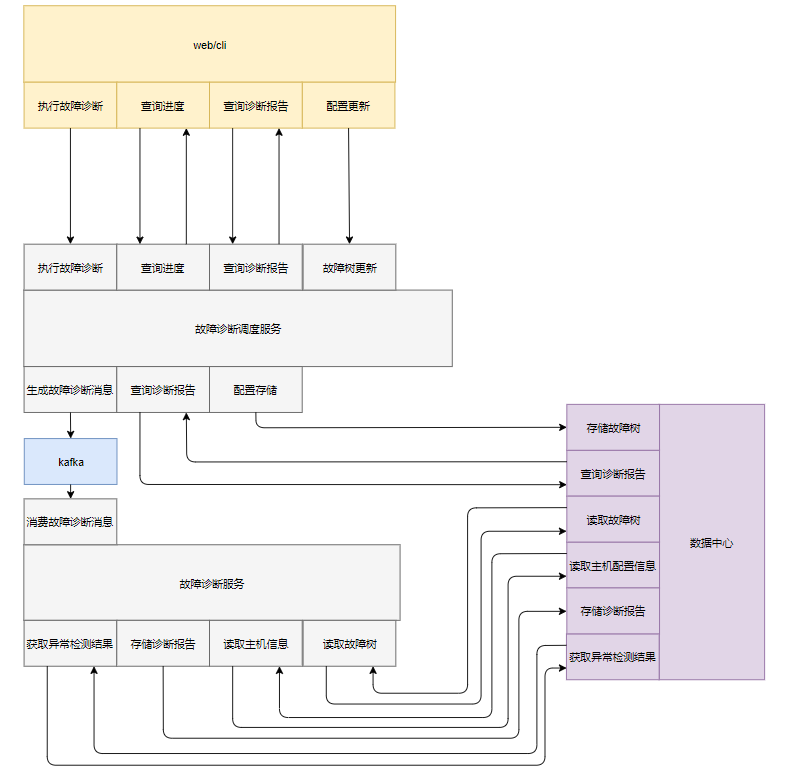 web/cli
执行故障诊断
查询进度
查询诊断报告
配置更新
执行故障诊断
查询进度
查询诊断报告
故障树更新
故障诊断调度服务
生成故障诊断消息
查询诊断报告
配置存储
kafka
消费故障诊断消息
故障诊断服务
获取异常检测结果
存储诊断报告
读取主机信息
读取故障树
存储故障树
查询诊断报告
读取故障树
读取主机配置信息
存储诊断报告
获取异常检测结果
数据中心